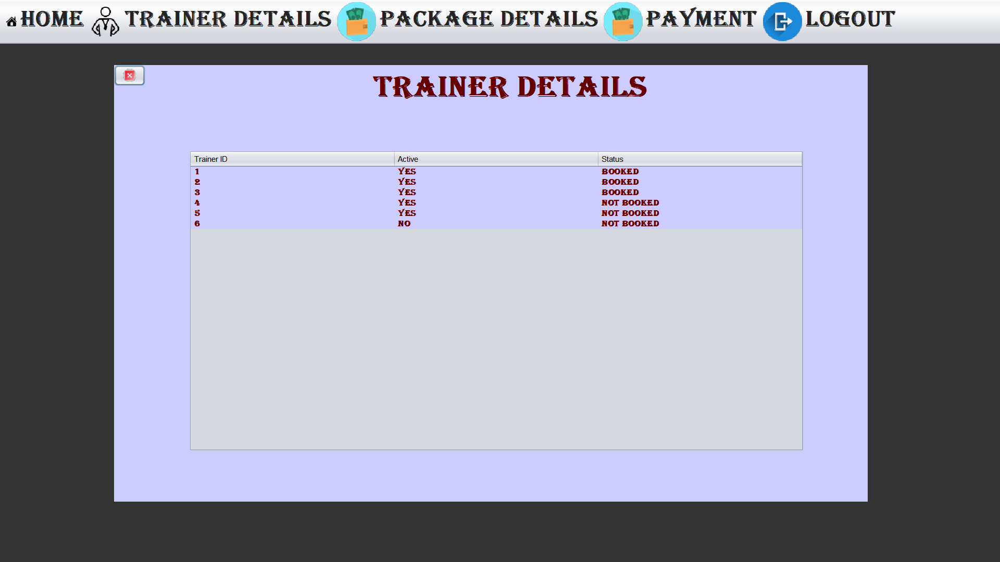 HOME TRAINER DETAILS PACKAGE DETAILS PAYMENT LOGOUT
TRAINER DETAILS
Trainer ID Active Status
1 YES BOOKED
2 YES BOOKED
3 YES BOOKED
4 YES NOT BOOKED
5 YES NOT BOOKED
6 NO NOT BOOKED